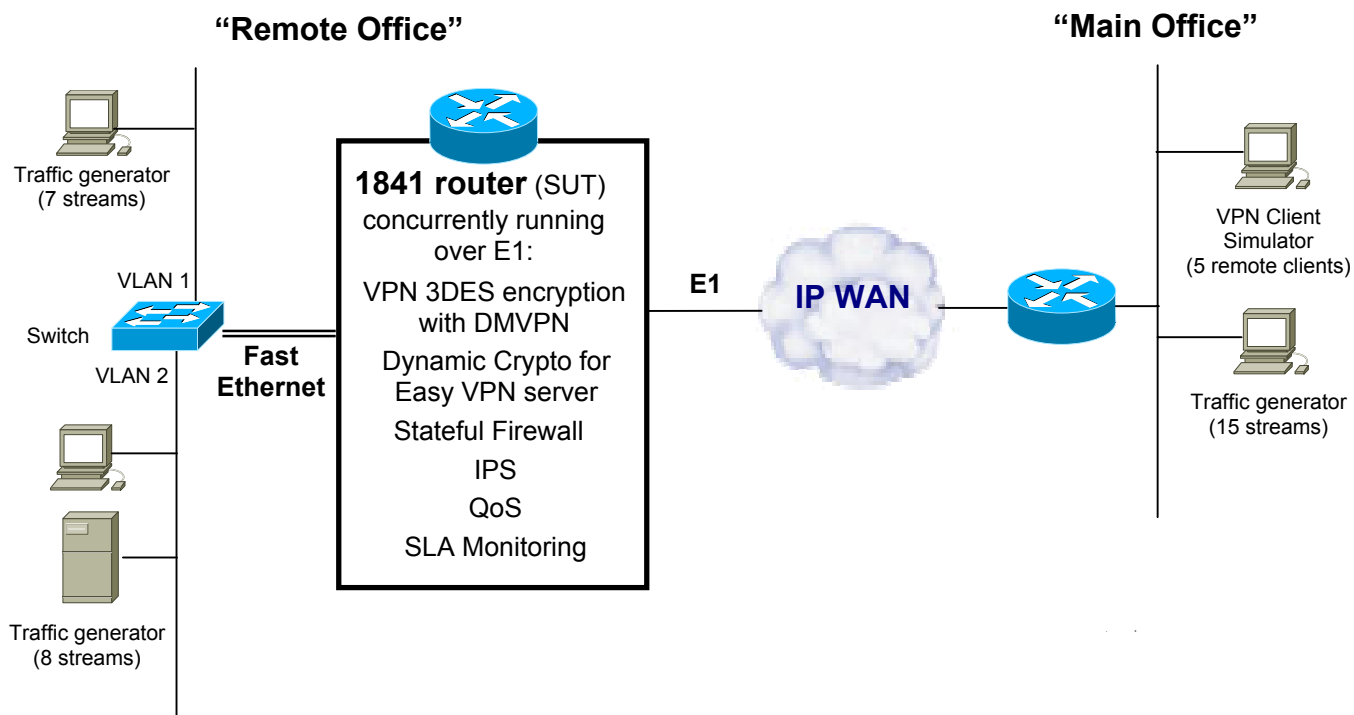 “Remote Office”
“Main Office”
Traffic generator
(7 streams)
VLAN 1
Switch
VLAN 2
Fast
Ethernet
Traffic generator
(8 streams)
1841 router (SUT)
concurrently running
over E1:
VPN 3DES encryption
with DMVPN
Dynamic Crypto for
Easy VPN server
Stateful Firewall
IPS
QoS
SLA Monitoring
E1
IP WAN
VPN Client
Simulator
(5 remote clients)
Traffic generator
(15 streams)